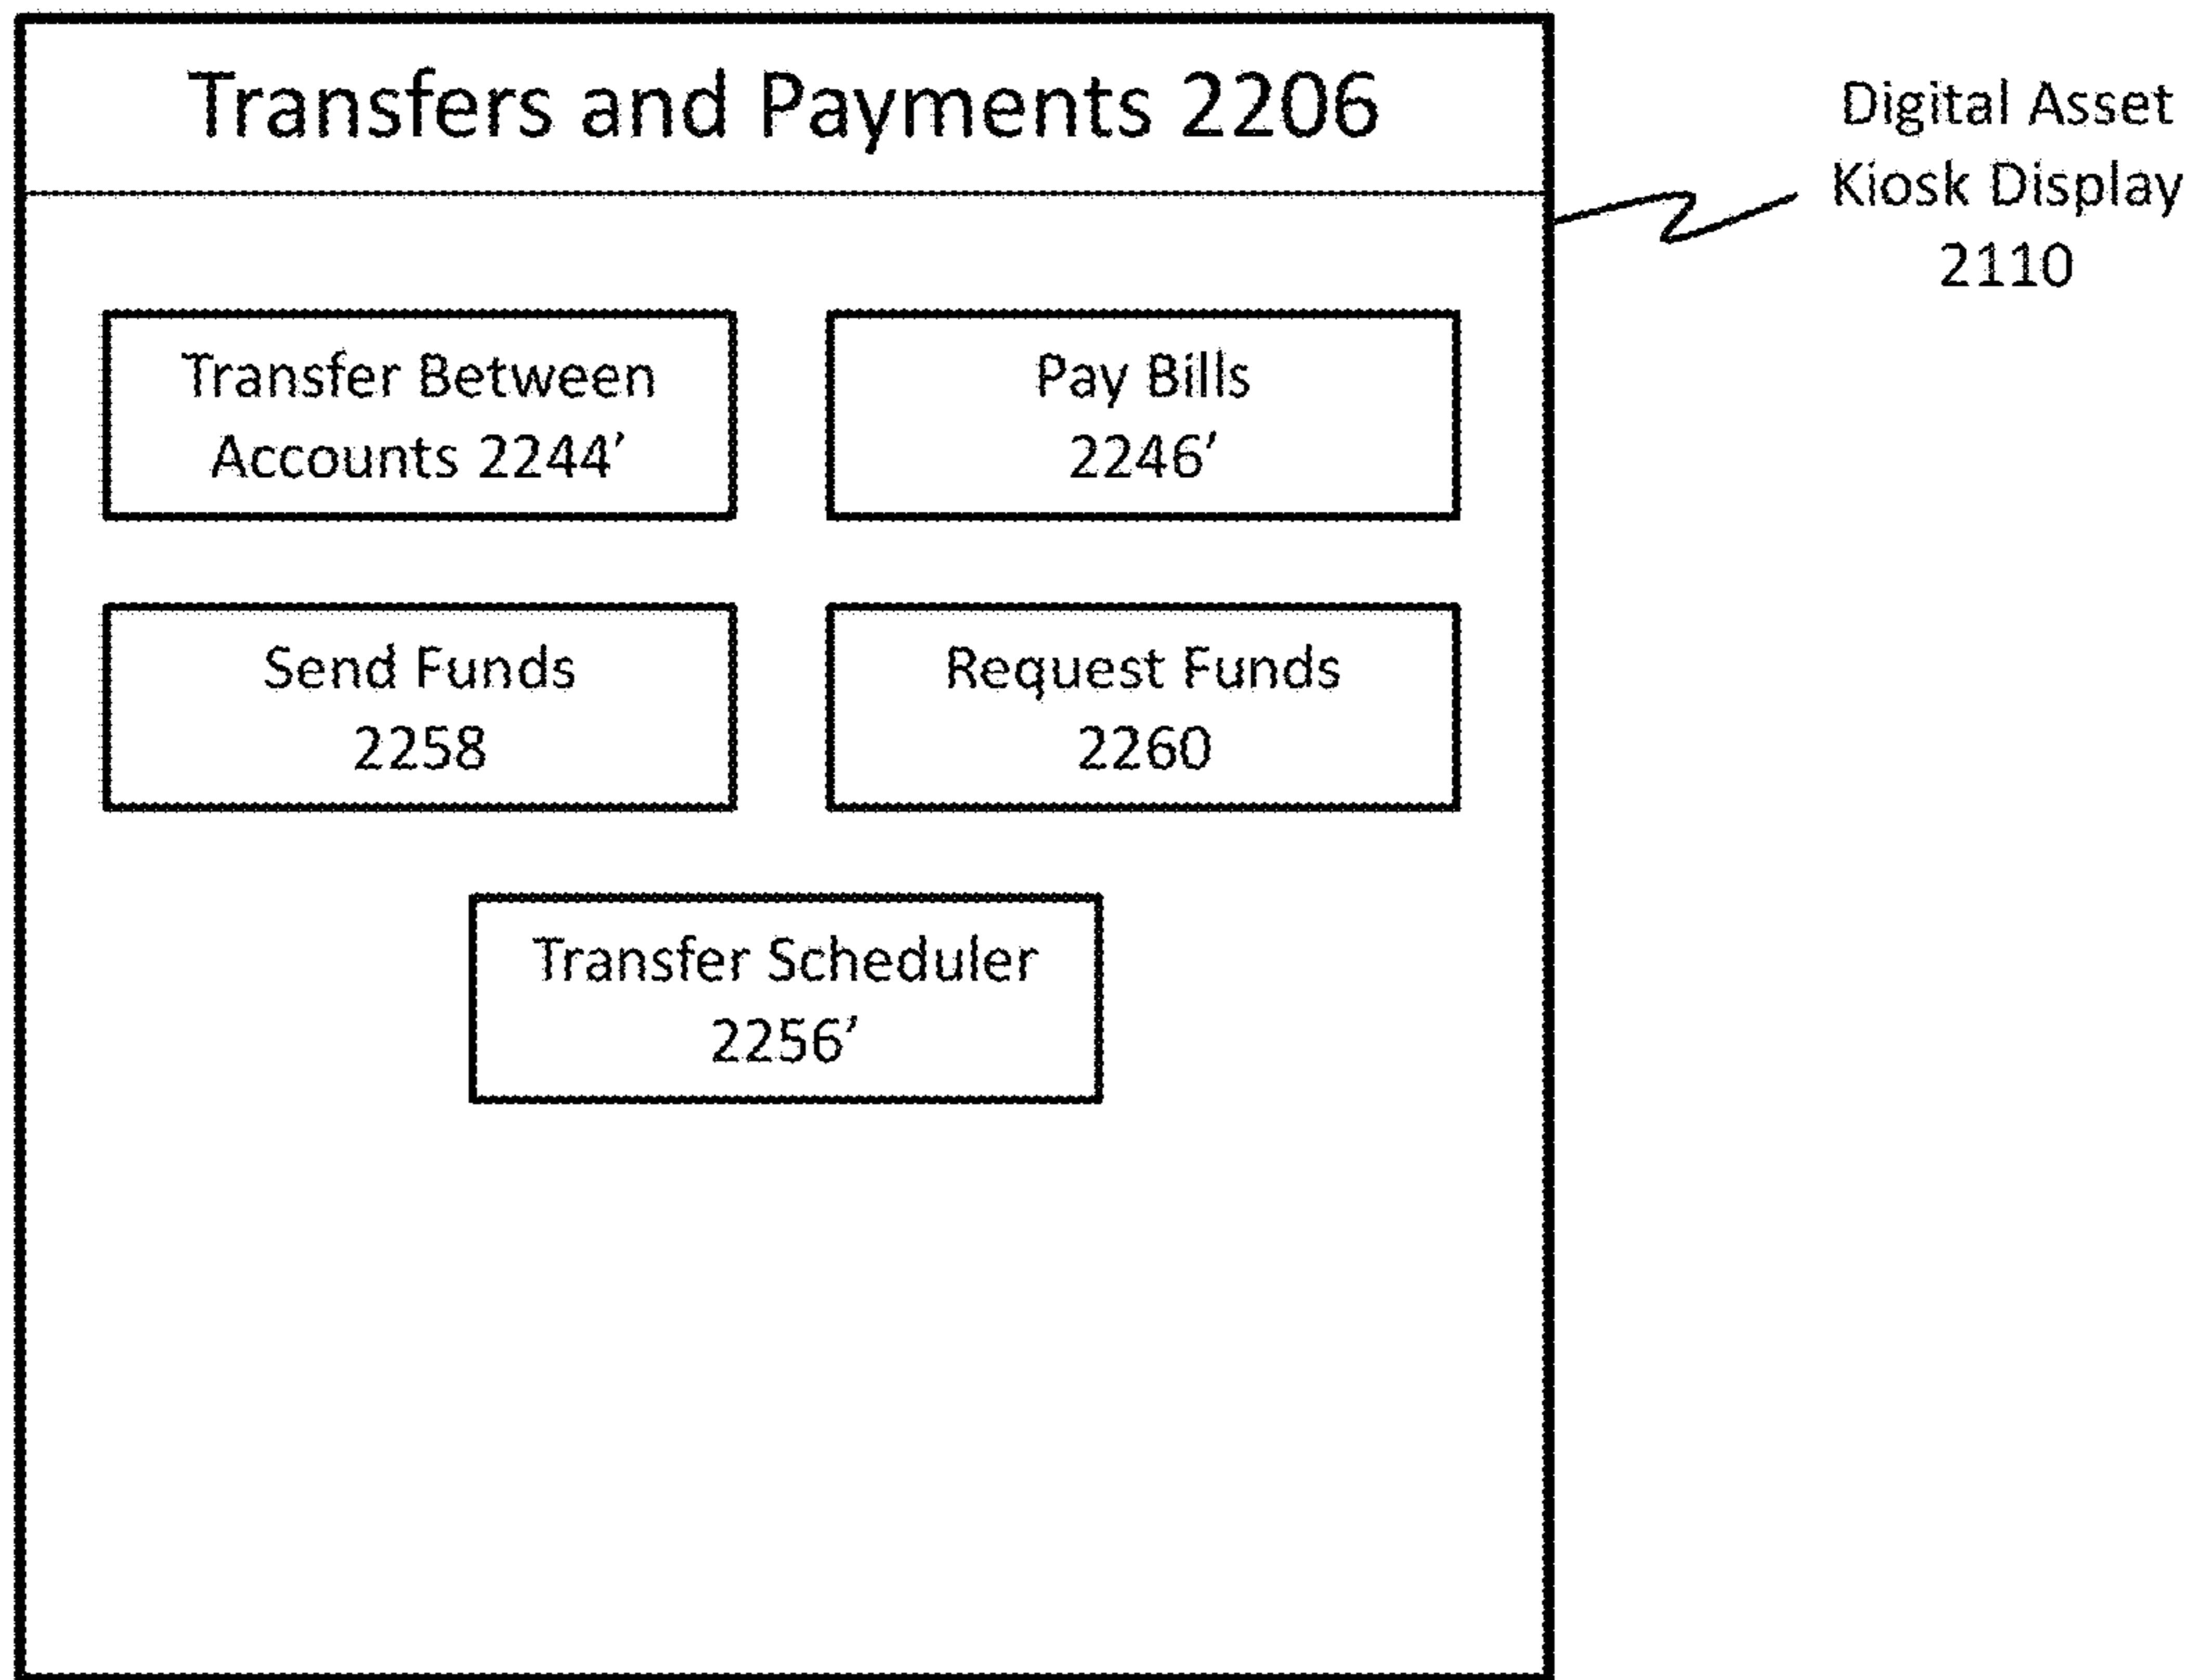 Transfers and Payments 2206
Digital Asset
Kiosk Display
2110
Transfer Between
Accounts 2244’
Pay Bills
2246’
Send Funds
2258
Request Funds
2260
Transfer Scheduler
2256’